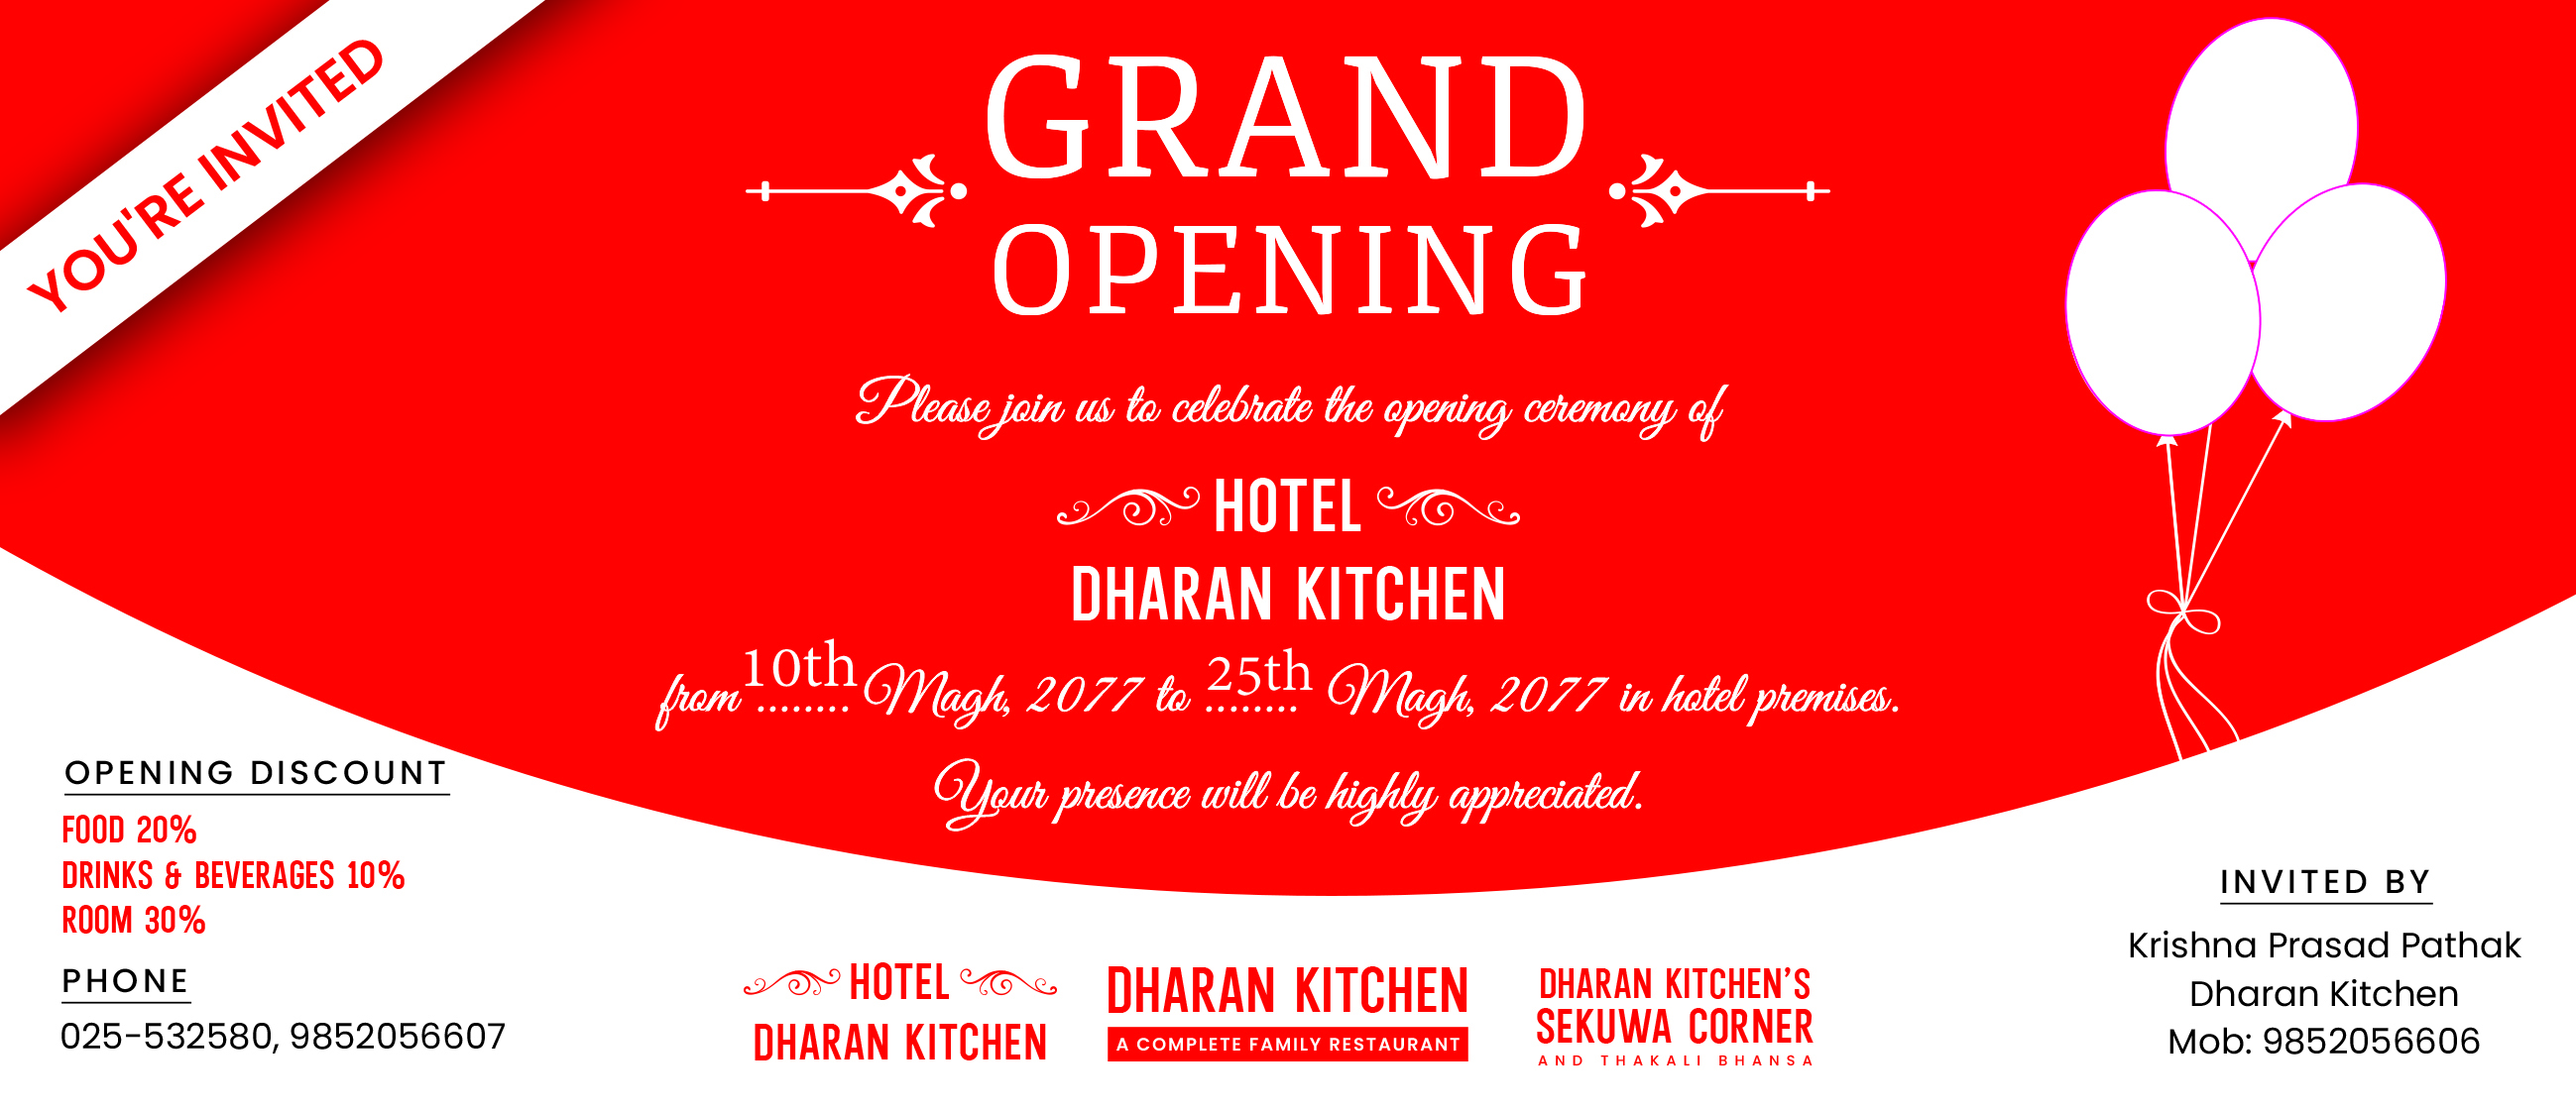 YOU'RE INVITED
GRAND
OPENING
Please join us to celebrate the opening ceremony of
HOTEL
DHARAN KITCHEN
from 10th ........ Magh, 2077 to 25th ........ Magh, 2077 in hotel premises.
Your presence will be highly appreciated.
OPENING DISCOUNT
FOOD 20%
DRINKS & BEVERAGES 10%
ROOM 30%
PHONE
025-532580, 9852056607
HOTEL
DHARAN KITCHEN
DHARAN KITCHEN
A COMPLETE FAMILY RESTAURANT
DHARAN KITCHEN'S
SEKUWA CORNER
AND THAKALI BHANSA
INVITED BY
Krishna Prasad Pathak
Dharan Kitchen
Mob: 9852056606